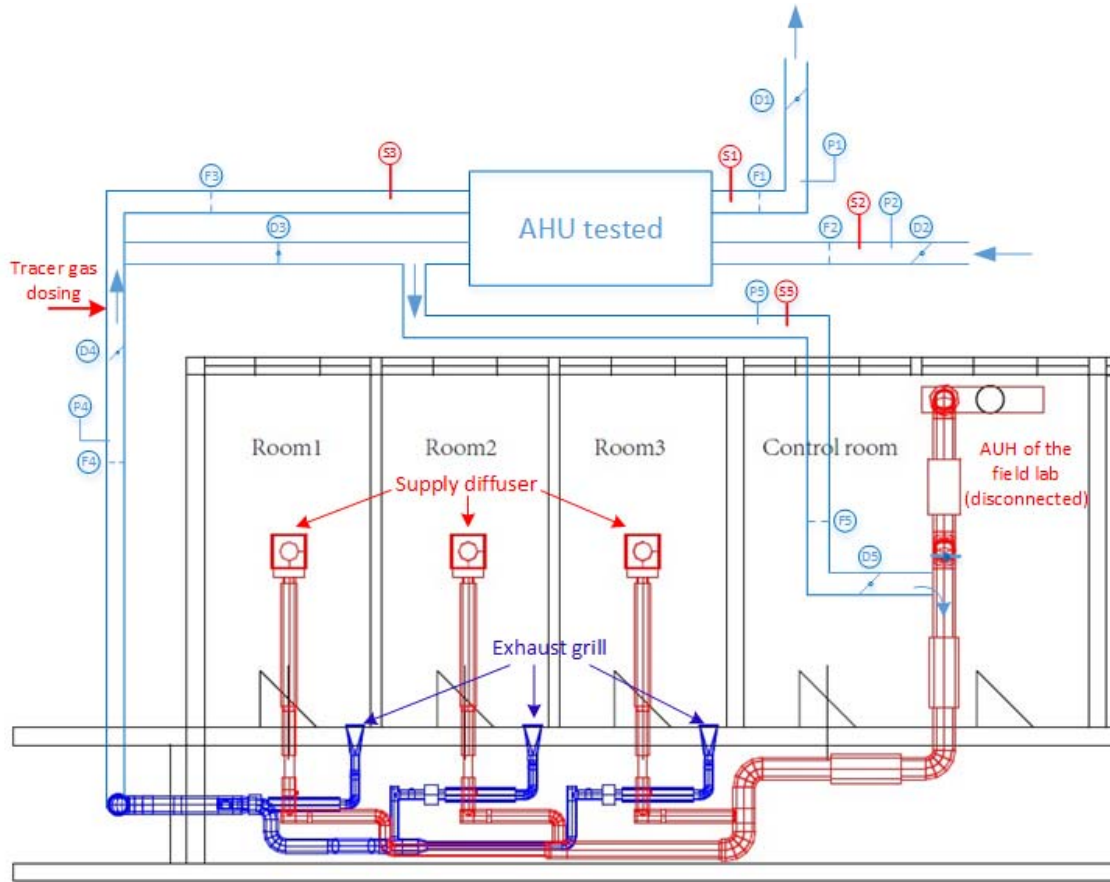 D1
S3
S1
P1
F3
F1
S2
P2
AHU tested
D3
F2
D2
Tracer gas
dosing
P5
S5
D4
P4
Room1
Room2
Room3
Control room
F4
AUH of the
field lab
(disconnected)
Supply diffuser
F5
D5
Exhaust grill